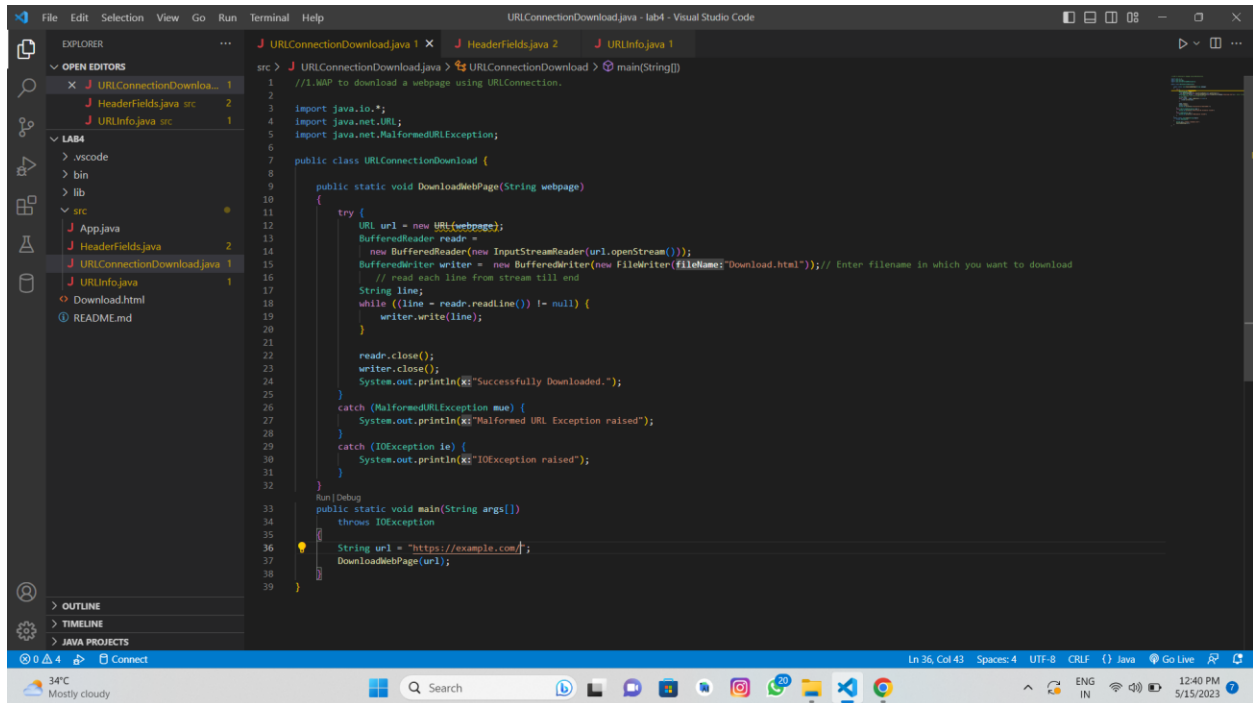 File Edit Selection View Go Run Terminal Help URLConnectionDownload.java - lab4 - Visual Studio Code
EXPLORER ···
OPEN EDITORS
URLConnectionDownloa... 1
HeaderFields.java src 2
URLInfo.java src 1
LAB4
.vscode
bin
lib
src
App.java
HeaderFields.java 2
URLConnectionDownload.java 1
URLInfo.java 1
Download.html
README.md
OUTLINE
TIMELINE
JAVA PROJECTS
URLConnectionDownload.java 1 HeaderFields.java 2 URLInfo.java 1
src > URLConnectionDownload.java > URLConnectionDownload > main(String[])
1 //1.WAP to download a webpage using URLConnection.
2
3 import java.io.*;
4 import java.net.URL;
5 import java.net.MalformedURLException;
6
7 public class URLConnectionDownload {
8
9 public static void DownloadWebPage(String webpage)
10 {
11 try {
12 URL url = new URL(webpage);
13 BufferedReader readr =
14 new BufferedReader(new InputStreamReader(url.openStream()));
15 BufferedWriter writer = new BufferedWriter(new FileWriter(fileName:"Download.html"));// Enter filename in which you want to download
16 // read each line from stream till end
17 String line;
18 while ((line = readr.readLine()) != null) {
19 writer.write(line);
20 }
21
22 readr.close();
23 writer.close();
24 System.out.println(x:"Successfully Downloaded.");
25 }
26 catch (MalformedURLException mue) {
27 System.out.println(x:"Malformed URL Exception raised");
28 }
29 catch (IOException ie) {
30 System.out.println(x:"IOException raised");
31 }
32 }
Run | Debug
33 public static void main(String args[])
34 throws IOException
35 {
36 String url = "https://example.com/";
37 DownloadWebPage(url);
38 }
39 }
0 4 Connect Ln 36, Col 43 Spaces: 4 UTF-8 CRLF {} Java Go Live
34°C
Mostly cloudy
Search
20
ENG
IN
12:40 PM
5/15/2023
7